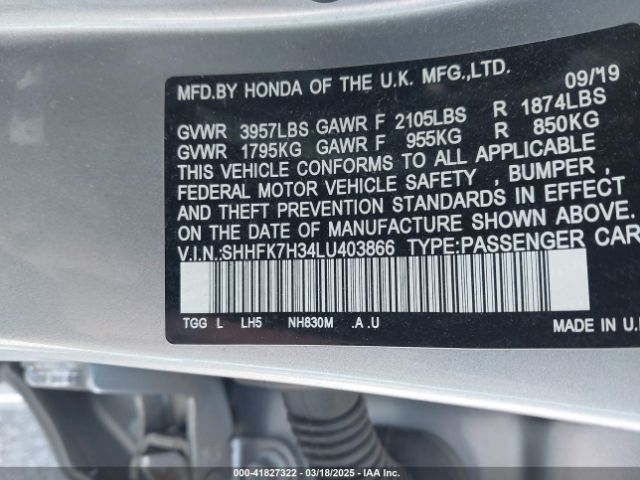 MFD.BY HONDA OF THE U.K. MFG.,LTD. 09/'19
GVWR 3957LBS GAWR F 2105LBS R 1874LBS
GVWR 1795KG GAWR F 955KG R 850KG
THIS VEHICLE CONFORMS TO ALL APPLICABLE
FEDERAL MOTOR VEHICLE SAFETY , BUMPER ,
AND THEFT PREVENTION STANDARDS IN EFFECT
ON THE DATE OF MANUFACTURE SHOWN ABOVE.
V.I.N.:SHHFK7H34LU403866 TYPE:PASSENGER CAR
TGG L LH5 NH830M .A .U
MADE IN U.
000-41827322 | 03/18/2025 - IAA Inc.